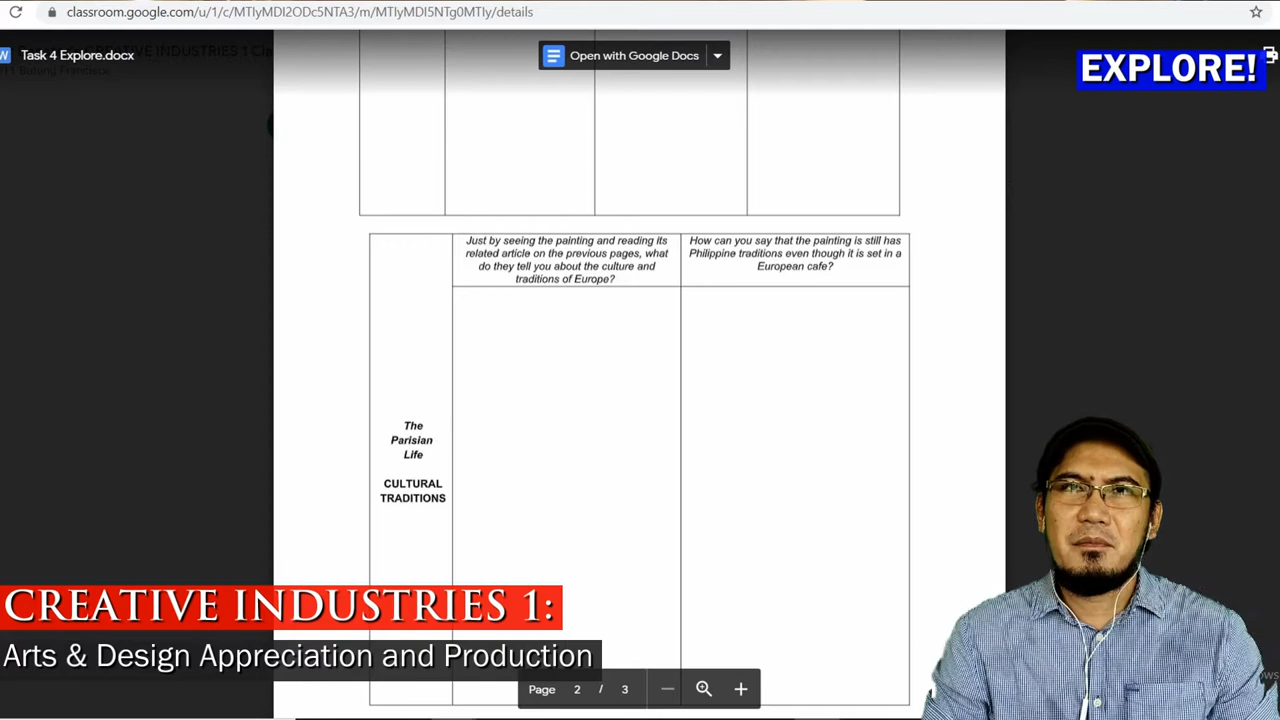 classroom.google.com/u/1/c/MTIyMDI2ODc5NTA3/m/MTIyMDI5NTg0MTIy/details
Task 4 Explore.docx
Open with Google Docs
EXPLORE!
Just by seeing the painting and reading its
related article on the previous pages, what
do they tell you about the culture and
traditions of Europe?
How can you say that the painting is still has
Philippine traditions even though it is set in a
European cafe?
The
Parisian
Life
CULTURAL
TRADITIONS
CREATIVE INDUSTRIES 1:
Arts & Design Appreciation and Production
Page 2 / 3